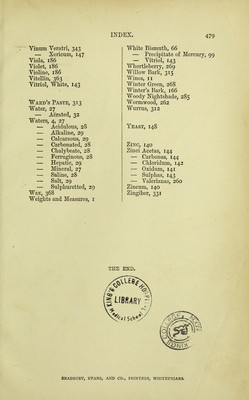 INDEX. 479
Vinum Veratri, 343
— Xericum, 147
Viola, 186
Violet, 186
Violine, 186
Vitellin, 363
Vitriol, White, 143
WARD'S PASTE, 313
Water, 27
— Aërated, 32
Waters, 4, 27
— Acidulous, 28
— Alkaline, 29
— Calcareous, 29
— Carbonated, 28
— Chalybeate, 28
— Ferruginous, 28
— Hepatic, 29
— Mineral, 27
— Saline, 28
— Salt, 29
— Sulphuretted, 29
Wax, 368
Weights and Measures, 1
White Bismuth, 66
— Precipitate of Mercury, 99
— Vitriol, 143
Whortleberry, 269
Willow Bark, 315
Wines, 11
Winter Green, 268
Winter's Bark, 166
Woody Nightshade, 285
Wormwood, 262
Wurrus, 312
YEAST, 148
ZINC, 140
Zinci Acetas, 144
— Carbonas, 144
— Chloridum, 142
— Oxidum, 141
— Sulphas, 143
— Valerianas, 260
Zincum, 140
Zingiber, 331
THE END.
KING'S COLLEGE HOSPL
LIBRARY
Medical School
COLLEGE
BRADBURY, EVANS, AND CO., PRINTERS, WHITEFRIARS.